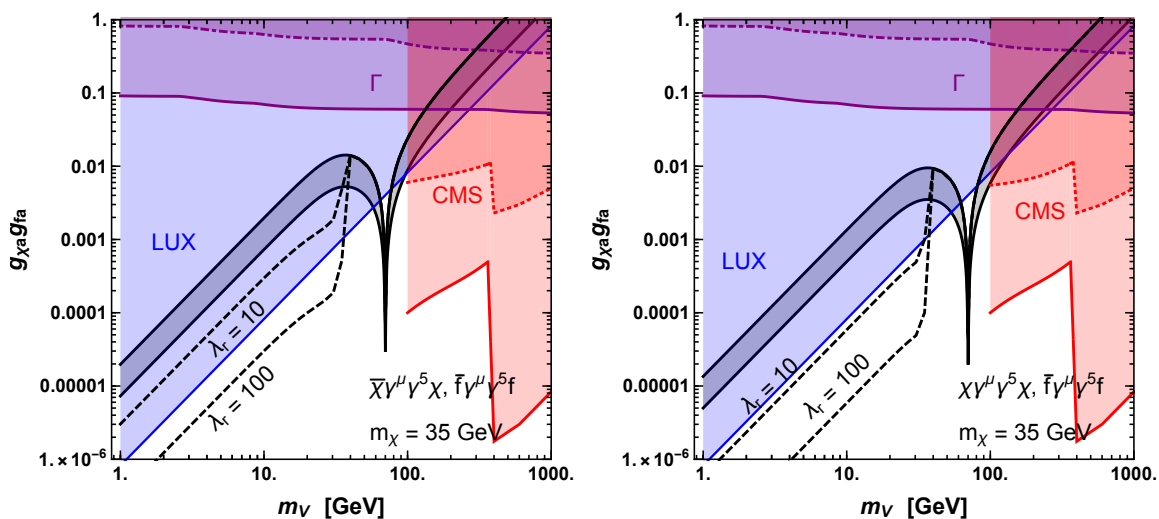 1.
0.1
0.01
0.001
0.0001
0.00001
1. × 10⁻⁶
1. 10. 100. 1000.
m_V [GeV]
g_χa g_fa
Γ
LUX
CMS
λ_r = 10
λ_r = 100
χ̄γ^μγ^5χ, f̄γ^μγ^5f
m_χ = 35 GeV
1.
0.1
0.01
0.001
0.0001
0.00001
1. × 10⁻⁶
1. 10. 100. 1000.
m_V [GeV]
g_χa g_fa
Γ
LUX
CMS
λ_r = 10
λ_r = 100
χγ^μγ^5χ, f̄γ^μγ^5f
m_χ = 35 GeV